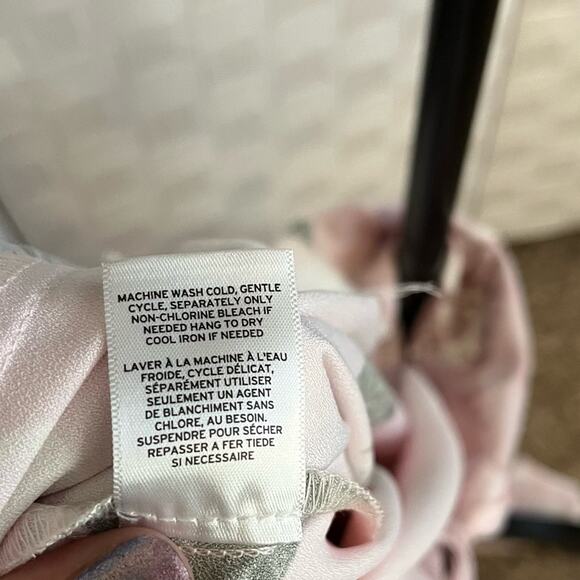 MACHINE WASH COLD, GENTLE
CYCLE, SEPARATELY ONLY
NON-CHLORINE BLEACH IF
NEEDED HANG TO DRY
COOL IRON IF NEEDED
LAVER À LA MACHINE À L'EAU
FROIDE, CYCLE DÉLICAT,
SÉPARÉMENT UTILISER
SEULEMENT UN AGENT
DE BLANCHIMENT SANS
CHLORE, AU BESOIN.
SUSPENDRE POUR SÉCHER
REPASSER A FER TIEDE
SI NECESSAIRE